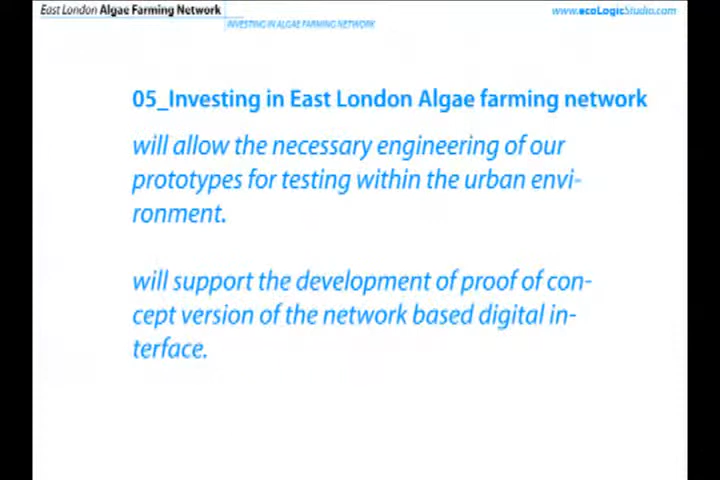 East London Algae Farming Network
INVESTING IN ALGAE FARMING NETWORK
www.ecoLogicStudio.com
05_Investing in East London Algae farming network
will allow the necessary engineering of our
prototypes for testing within the urban envi-
ronment.
will support the development of proof of con-
cept version of the network based digital in-
terface.